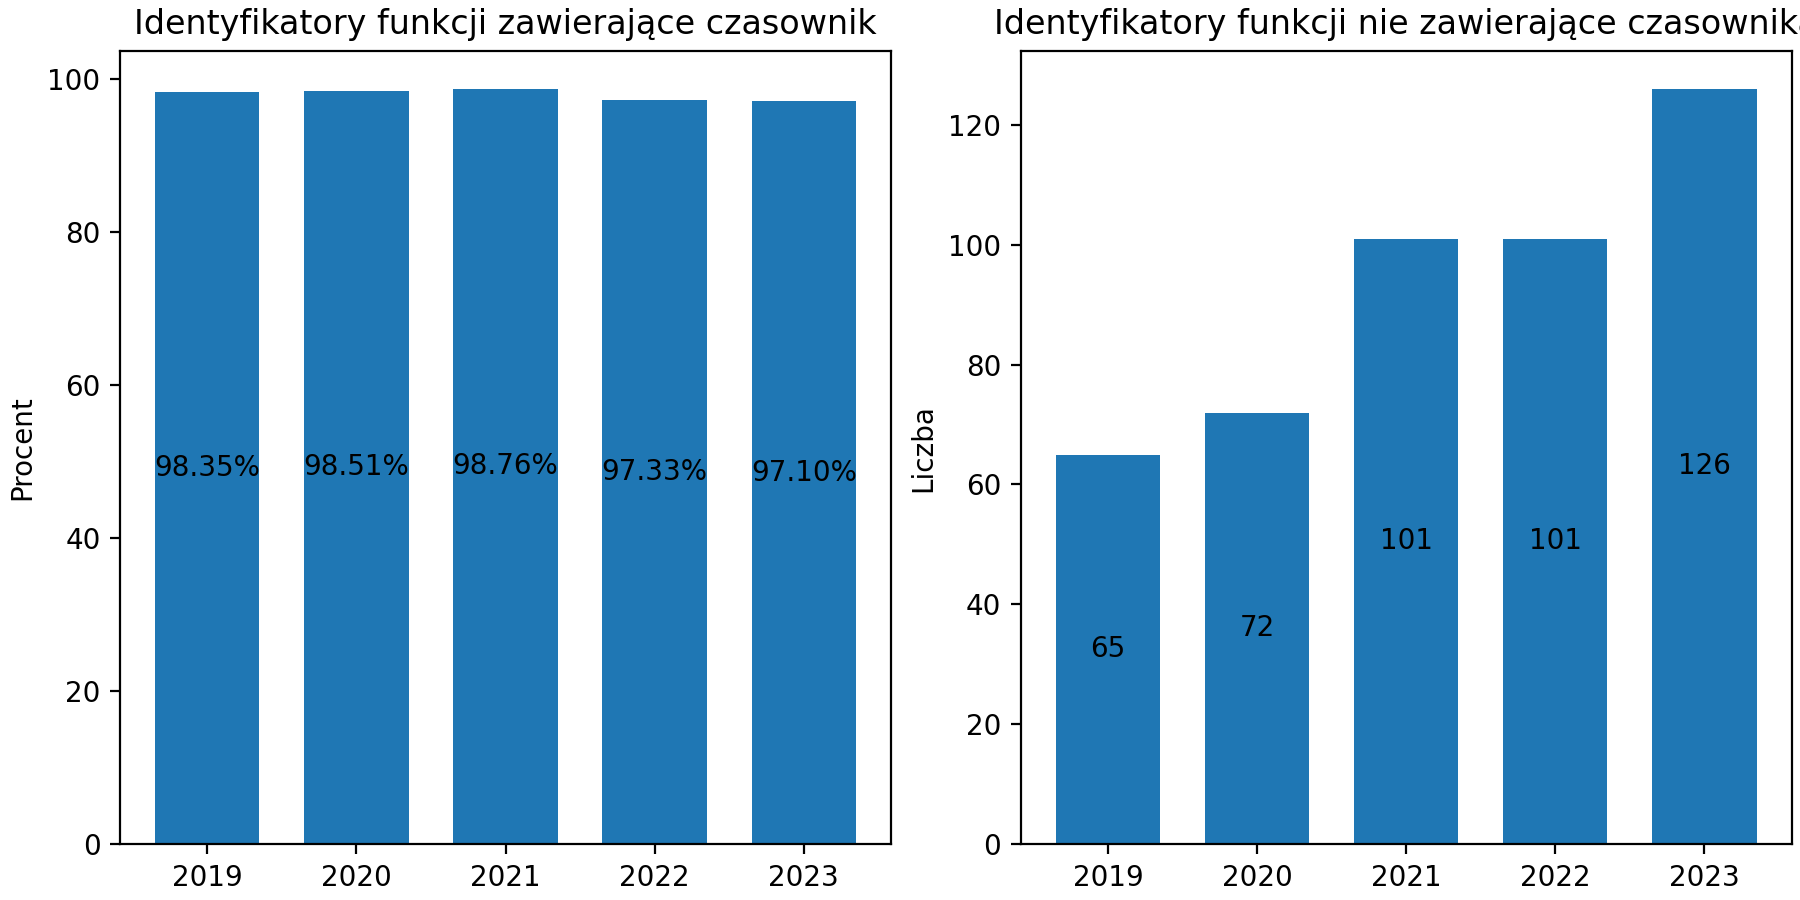 Identyfikatory funkcji zawierające czasownik
Procent
100
80
60
40
20
0
98.35% 98.51% 98.76% 97.33% 97.10%
2019 2020 2021 2022 2023
Identyfikatory funkcji nie zawierające czasownika
Liczba
120
100
80
60
40
20
0
65 72 101 101 126
2019 2020 2021 2022 2023